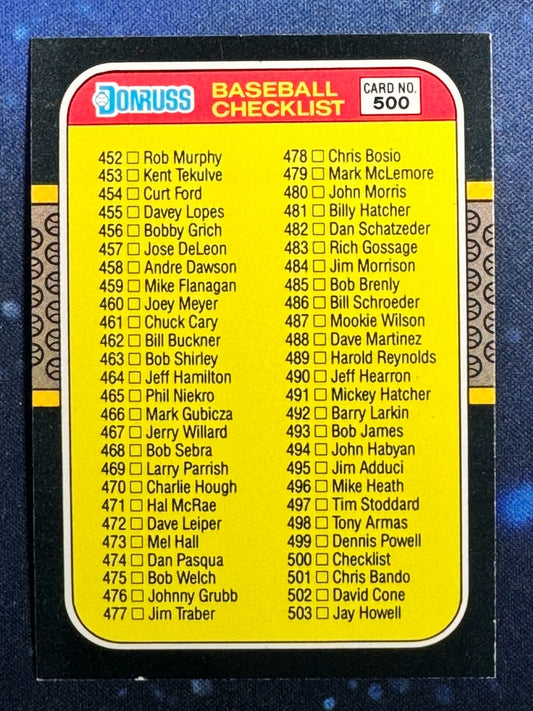 DONRUSS
BASEBALL
CHECKLIST
CARD NO.
500
452 Rob Murphy
453 Kent Tekulve
454 Curt Ford
455 Davey Lopes
456 Bobby Grich
457 Jose DeLeon
458 Andre Dawson
459 Mike Flanagan
460 Joey Meyer
461 Chuck Cary
462 Bill Buckner
463 Bob Shirley
464 Jeff Hamilton
465 Phil Niekro
466 Mark Gubicza
467 Jerry Willard
468 Bob Sebra
469 Larry Parrish
470 Charlie Hough
471 Hal McRae
472 Dave Leiper
473 Mel Hall
474 Dan Pasqua
475 Bob Welch
476 Johnny Grubb
477 Jim Traber
478 Chris Bosio
479 Mark McLemore
480 John Morris
481 Billy Hatcher
482 Dan Schatzeder
483 Rich Gossage
484 Jim Morrison
485 Bob Brenly
486 Bill Schroeder
487 Mookie Wilson
488 Dave Martinez
489 Harold Reynolds
490 Jeff Hearron
491 Mickey Hatcher
492 Barry Larkin
493 Bob James
494 John Habyan
495 Jim Adduci
496 Mike Heath
497 Tim Stoddard
498 Tony Armas
499 Dennis Powell
500 Checklist
501 Chris Bando
502 David Cone
503 Jay Howell